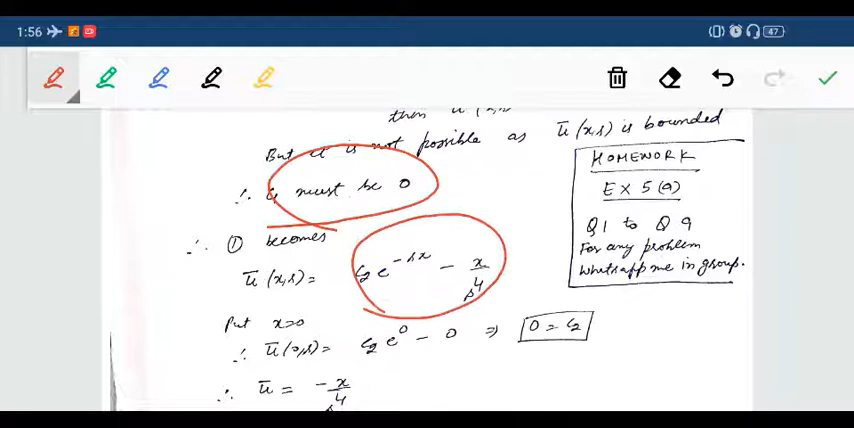 1:56
47
But it is not possible as ū(x,s) is bounded
∴ c₁ must be 0
∴ ① becomes
ū(x,s) = c₂e^(-sx) - x/s⁴
Put x=0
∴ ū(0,s) = c₂e⁰ - 0 ⇒ 0 = c₂
∴ ū = -x/s⁴
HOMEWORK
EX 5(a)
Q1 to Q9
For any problem
Whatsapp me in group.